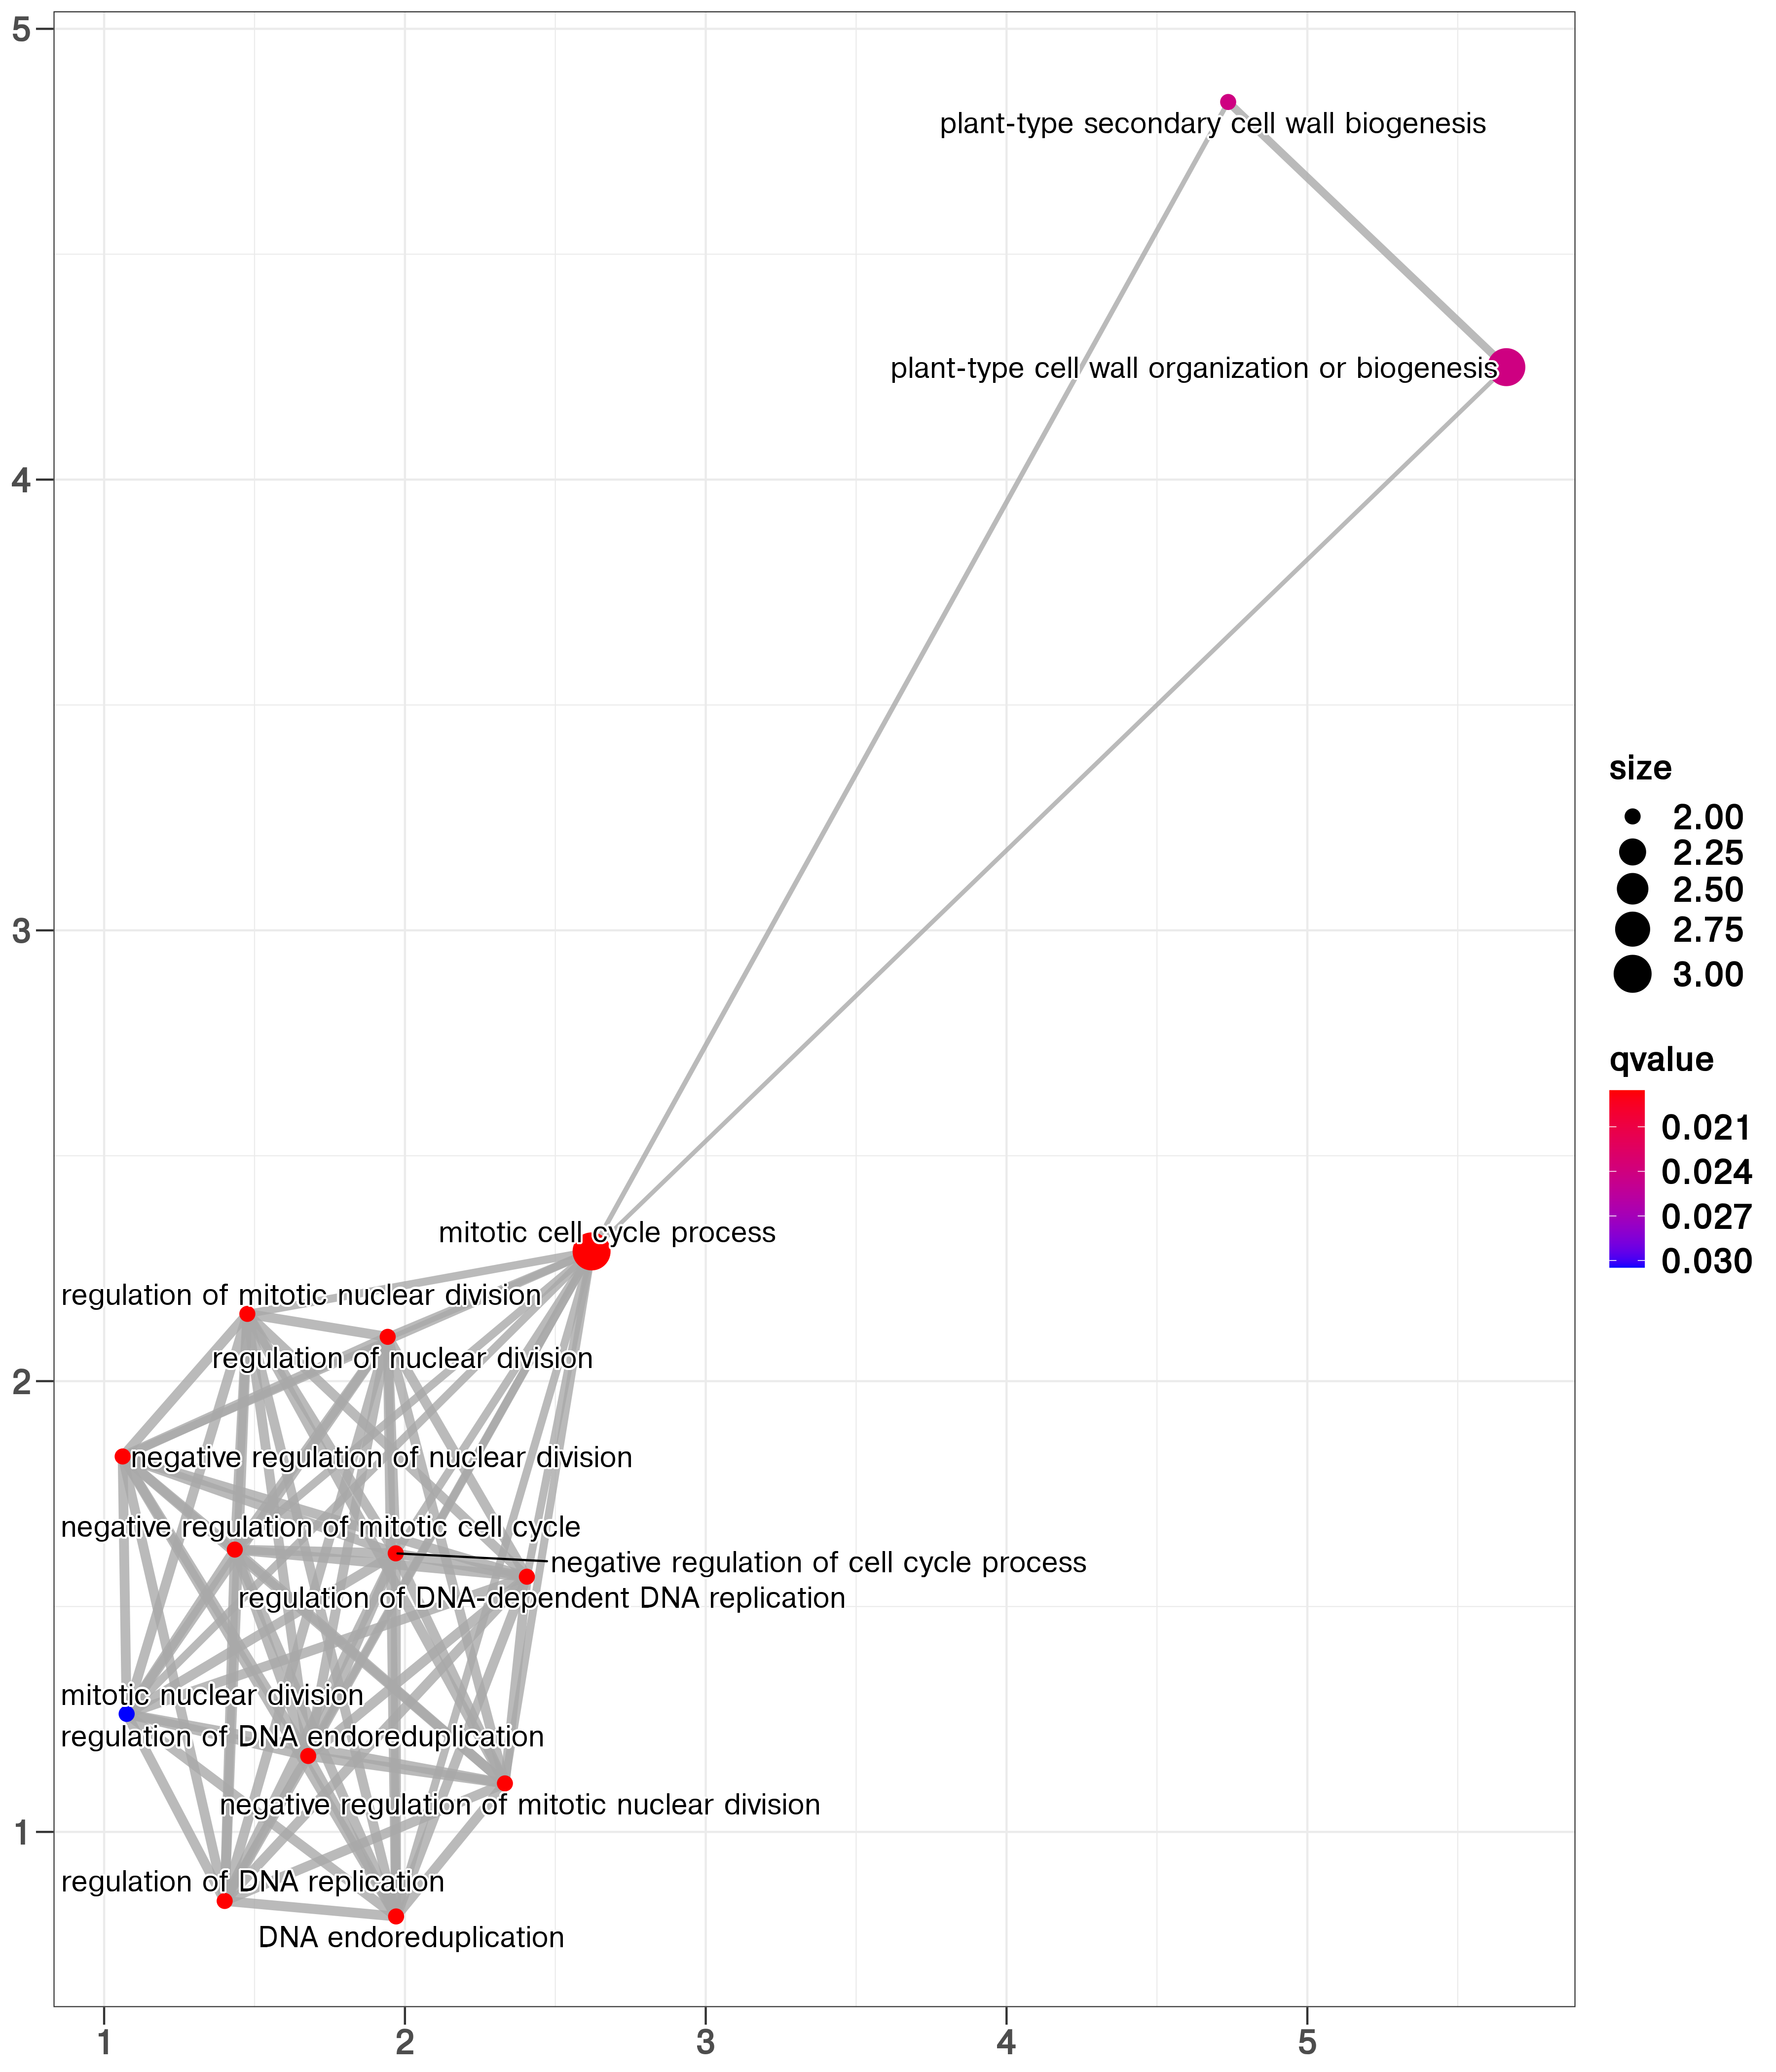 5
plant-type secondary cell wall biogenesis
plant-type cell wall organization or biogenesis
4
3
mitotic cell cycle process
regulation of mitotic nuclear division
regulation of nuclear division
2
negative regulation of nuclear division
negative regulation of mitotic cell cycle
negative regulation of cell cycle process
regulation of DNA-dependent DNA replication
mitotic nuclear division
regulation of DNA endoreduplication
negative regulation of mitotic nuclear division
1
regulation of DNA replication
DNA endoreduplication
1 2 3 4 5
size
2.00
2.25
2.50
2.75
3.00
qvalue
0.021
0.024
0.027
0.030